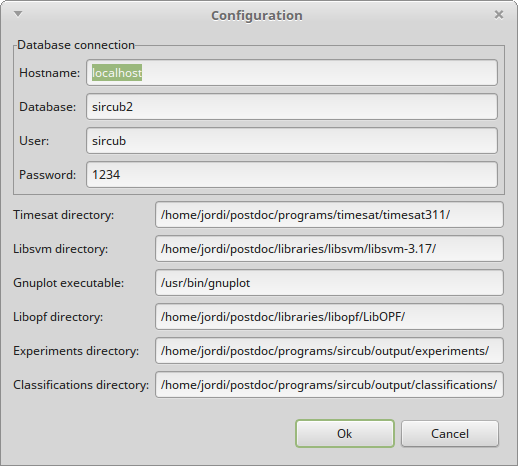 Configuration
Database connection
Hostname: localhost
Database: sircub2
User: sircub
Password: 1234
Timesat directory: /home/jordi/postdoc/programs/timesat/timesat311/
Libsvm directory: /home/jordi/postdoc/libraries/libsvm/libsvm-3.17/
Gnuplot executable: /usr/bin/gnuplot
Libopf directory: /home/jordi/postdoc/libraries/libopf/LibOPF/
Experiments directory: /home/jordi/postdoc/programs/sircub/output/experiments/
Classifications directory: /home/jordi/postdoc/programs/sircub/output/classifications/
Ok Cancel